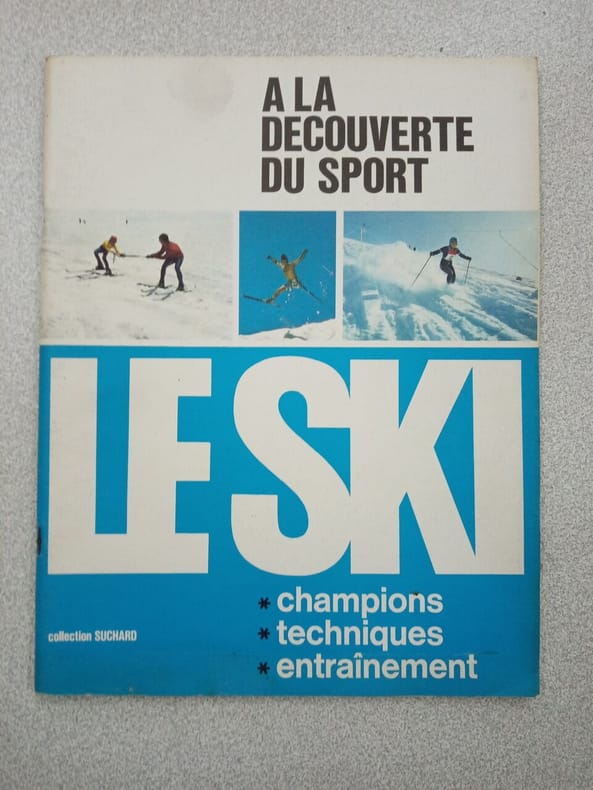 A LA
DECOUVERTE
DU SPORT
LE SKI
* champions
* techniques
* entraînement
collection SUCHARD